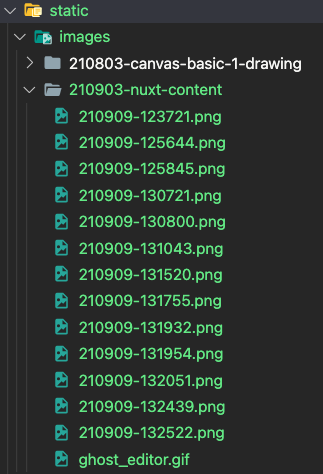 static
images
210803-canvas-basic-1-drawing
210903-nuxt-content
210909-123721.png
210909-125644.png
210909-125845.png
210909-130721.png
210909-130800.png
210909-131043.png
210909-131520.png
210909-131755.png
210909-131932.png
210909-131954.png
210909-132051.png
210909-132439.png
210909-132522.png
ghost_editor.gif